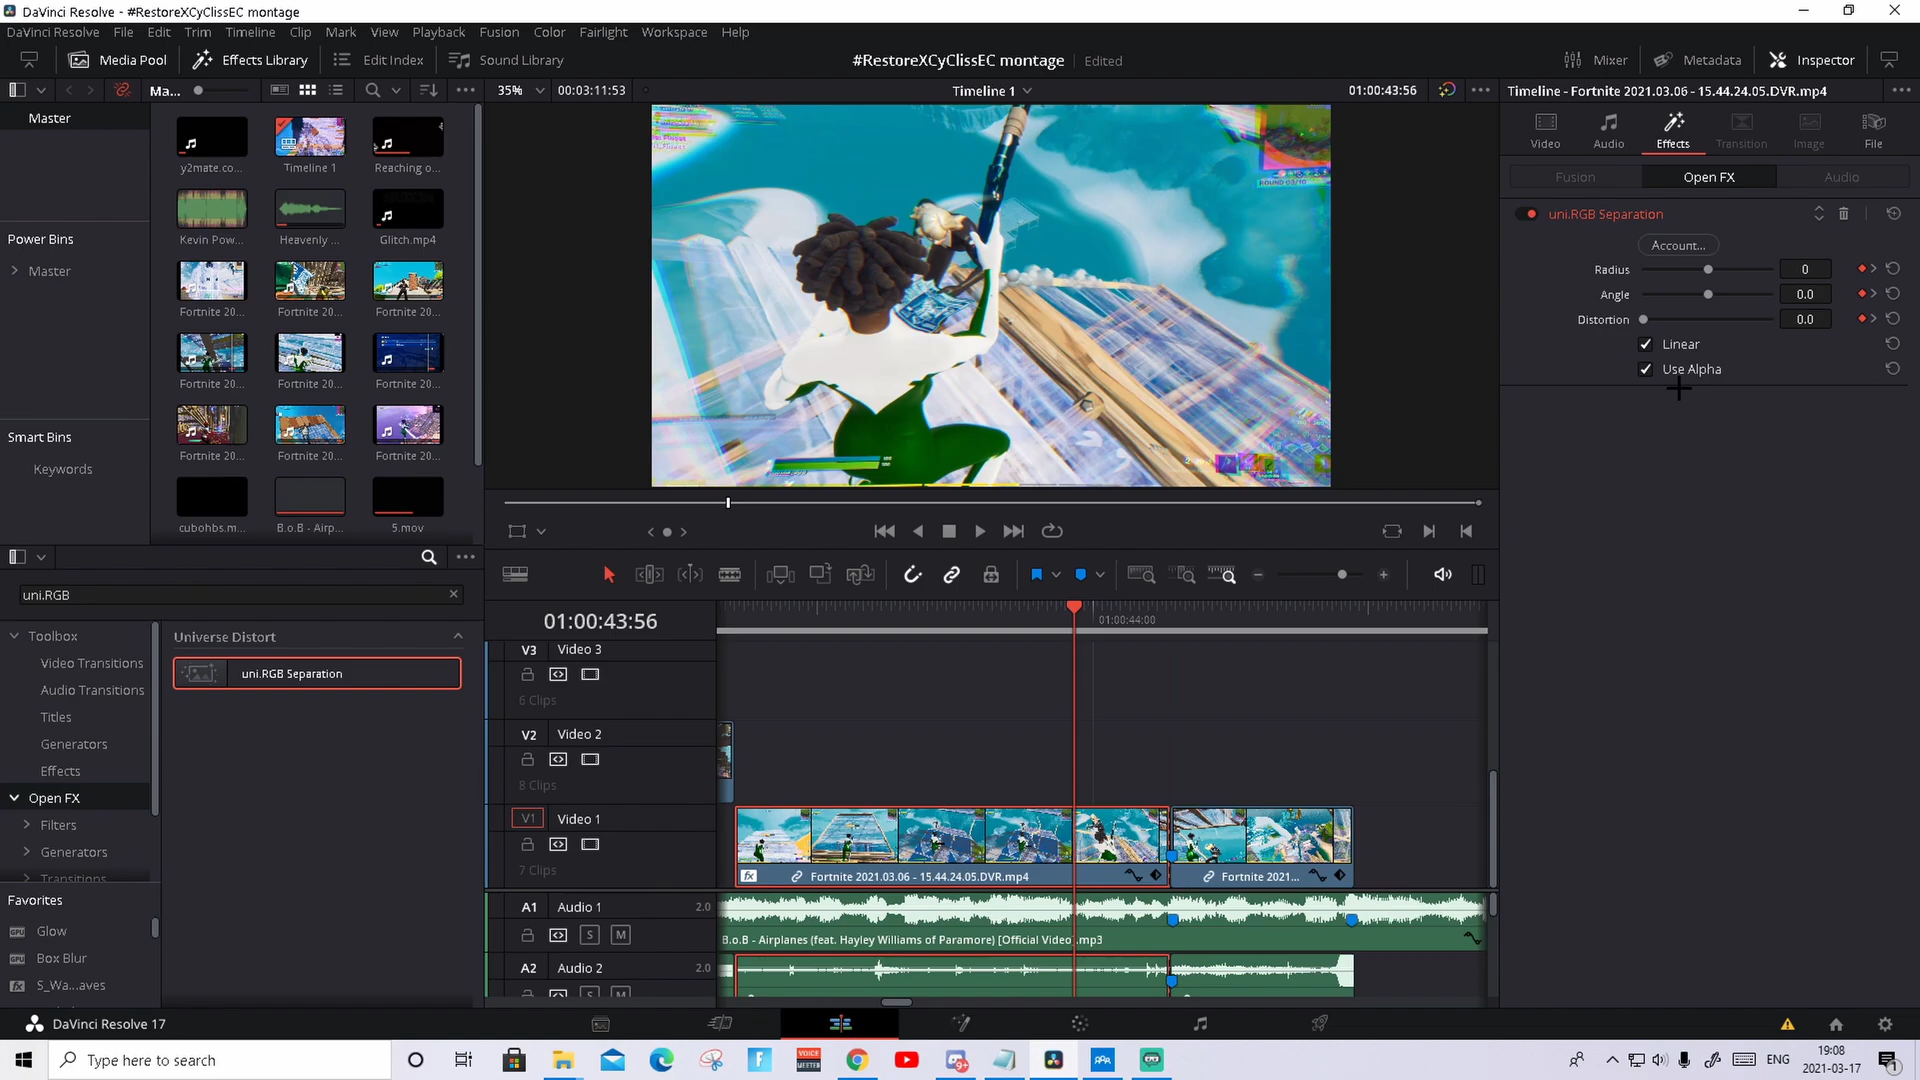 DaVinci Resolve - #RestoreXCyClissEC montage
DaVinci Resolve File Edit Trim Timeline Clip Mark View Playback Fusion Color Fairlight Workspace Help
Media Pool Effects Library Edit Index Sound Library #RestoreXCyClissEC montage Edited Mixer Metadata Inspector
Ma... 35% 00:03:11:53 Timeline 1 01:00:43:56 Timeline - Fortnite 2021.03.06 - 15.44.24.05.DVR.mp4
Master
y2mate.co... Timeline 1 Reaching o...
Kevin Pow... Heavenly ... Glitch.mp4
Fortnite 20... Fortnite 20... Fortnite 20...
Fortnite 20... Fortnite 20... Fortnite 20...
Fortnite 20... Fortnite 20... Fortnite 20...
cubohbs.m... B.o.B - Airp... 5.mov
Power Bins
Master
Smart Bins
Keywords
Video Audio Effects Transition Image File
Fusion Open FX Audio
uni.RGB Separation
Account...
Radius 0
Angle 0.0
Distortion 0.0
Linear
Use Alpha
uni.RGB
Toolbox
Video Transitions
Audio Transitions
Titles
Generators
Effects
Open FX
Filters
Generators
Transitions
Favorites
Glow
Box Blur
S_Wa...aves
Universe Distort
uni.RGB Separation
01:00:43:56
01:00:44:00
V3 Video 3
6 Clips
V2 Video 2
8 Clips
V1 Video 1
7 Clips
fx Fortnite 2021.03.06 - 15.44.24.05.DVR.mp4 Fortnite 2021...
A1 Audio 1 2.0
S M
B.o.B - Airplanes (feat. Hayley Williams of Paramore) [Official Video].mp3
A2 Audio 2 2.0
S M
DaVinci Resolve 17
Type here to search
VOICE MEETER
9+
ENG
19:08
2021-03-17
1